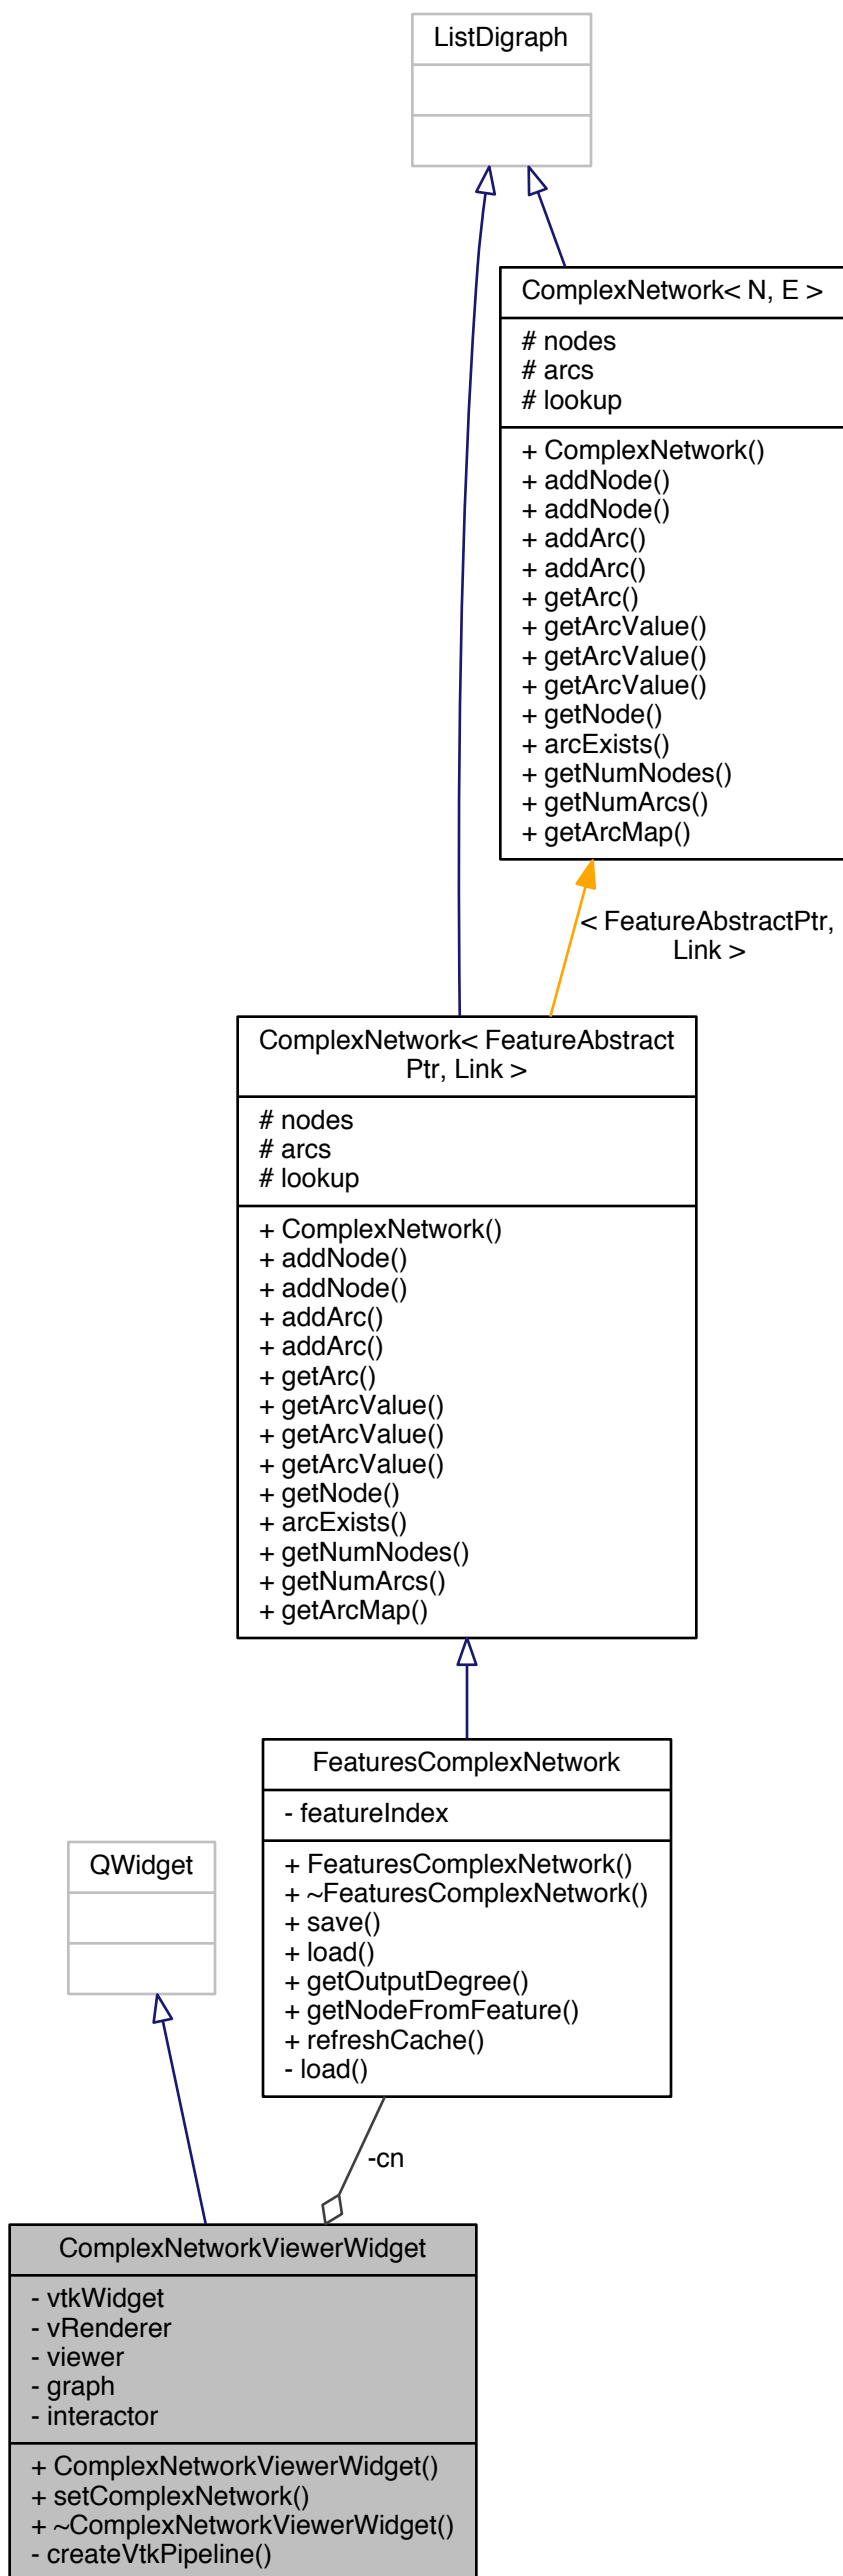 ListDigraph
ComplexNetwork< N, E >
# nodes
# arcs
# lookup
+ ComplexNetwork()
+ addNode()
+ addNode()
+ addArc()
+ addArc()
+ getArc()
+ getArcValue()
+ getArcValue()
+ getArcValue()
+ getNode()
+ arcExists()
+ getNumNodes()
+ getNumArcs()
+ getArcMap()
< FeatureAbstractPtr,
Link >
ComplexNetwork< FeatureAbstract
Ptr, Link >
# nodes
# arcs
# lookup
+ ComplexNetwork()
+ addNode()
+ addNode()
+ addArc()
+ addArc()
+ getArc()
+ getArcValue()
+ getArcValue()
+ getArcValue()
+ getNode()
+ arcExists()
+ getNumNodes()
+ getNumArcs()
+ getArcMap()
FeaturesComplexNetwork
- featureIndex
+ FeaturesComplexNetwork()
+ ~FeaturesComplexNetwork()
+ save()
+ load()
+ getOutputDegree()
+ getNodeFromFeature()
+ refreshCache()
- load()
QWidget
-cn
ComplexNetworkViewerWidget
- vtkWidget
- vRenderer
- viewer
- graph
- interactor
+ ComplexNetworkViewerWidget()
+ setComplexNetwork()
+ ~ComplexNetworkViewerWidget()
- createVtkPipeline()